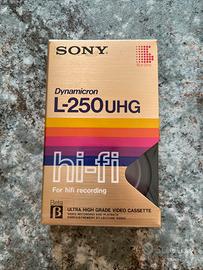 SONY
Dynamicron
L-250UHG
hi-fi
For hifi recording
Beta
β
ULTRA HIGH GRADE VIDEO CASSETTE